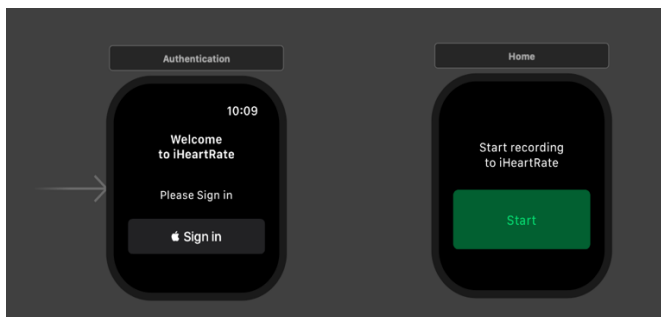 Authentication
10:09
Welcome
to iHeartRate
Please Sign in
Sign in
Home
Start recording
to iHeartRate
Start